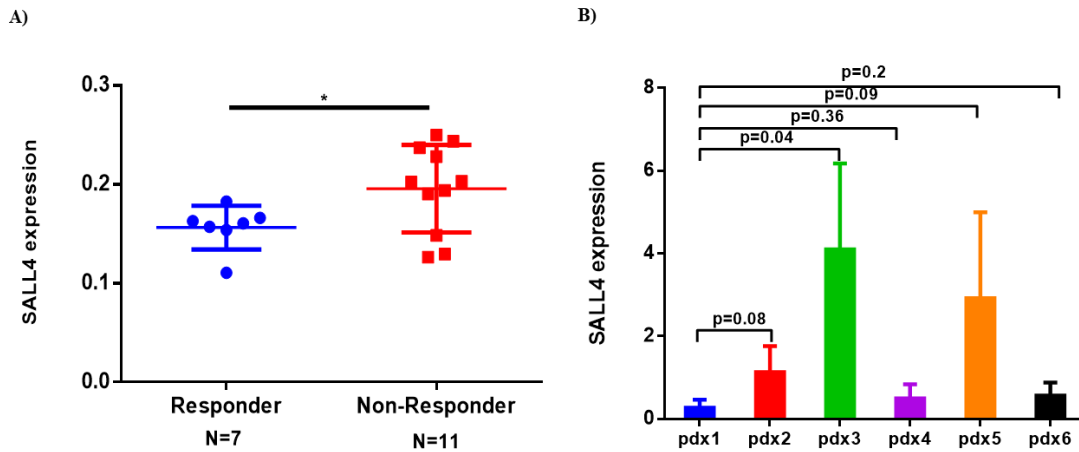 A)
SALL4 expression
0.3
0.2
0.1
0.0
*
Responder
Non-Responder
N=7
N=11
B)
SALL4 expression
8
6
4
2
0
p=0.2
p=0.09
p=0.36
p=0.04
p=0.08
pdx1 pdx2 pdx3 pdx4 pdx5 pdx6